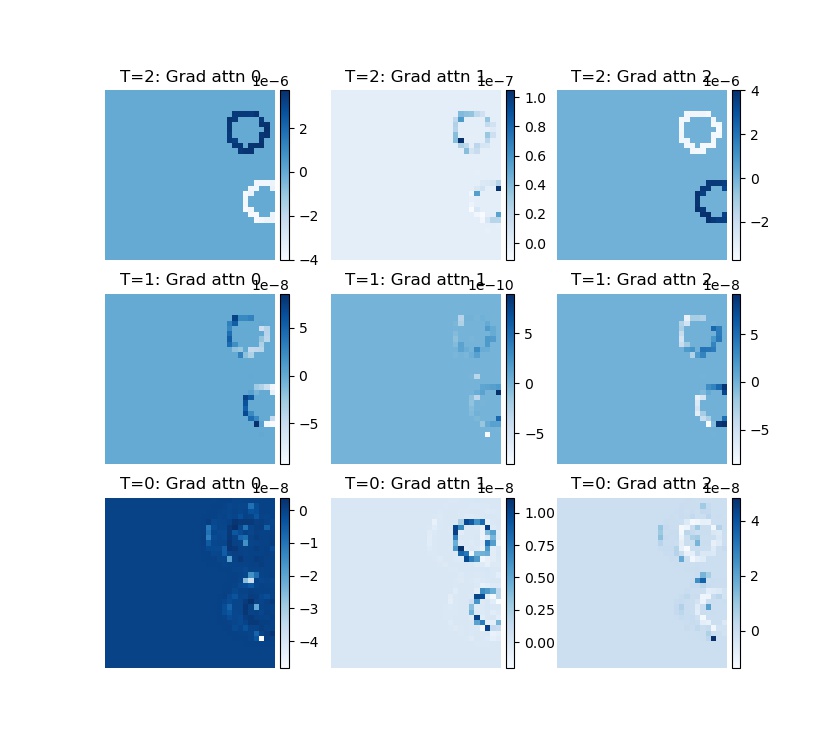 T=2: Grad attn 0
1e−6
2
0
−2
−4
T=2: Grad attn 1
1e−7
1.0
0.8
0.6
0.4
0.2
0.0
T=2: Grad attn 2
1e−6
4
2
0
−2
T=1: Grad attn 0
1e−8
5
0
−5
T=1: Grad attn 1
1e−10
5
0
−5
T=1: Grad attn 2
1e−8
5
0
−5
T=0: Grad attn 0
1e−8
0
−1
−2
−3
−4
T=0: Grad attn 1
1e−8
1.00
0.75
0.50
0.25
0.00
T=0: Grad attn 2
1e−8
4
2
0